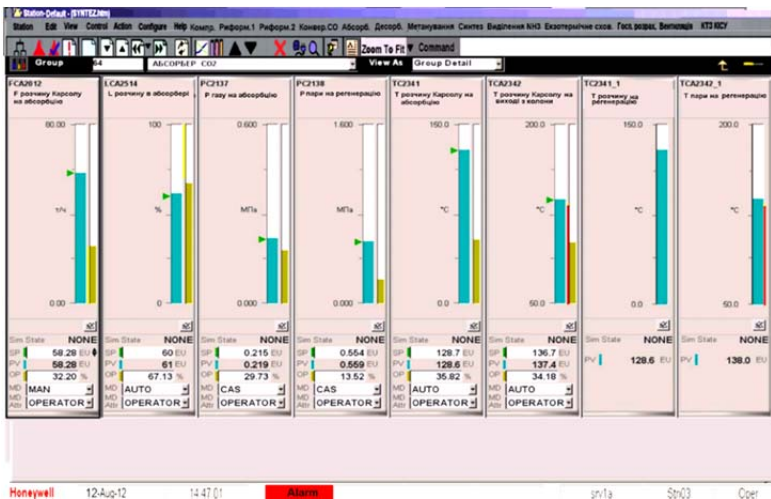 Station-Default - [SYNTEZ.htm]
Station Edit View Control Action Configure Help Компр. Риформ.1 Риформ.2 Конвер.CO Абсорб. Десорб. Метанування Синтез Виділення NH3 Екзотермічне схов. Госп.розрах. Вентиляція КТЗ КІСУ
Zoom To Fit Command
Group 64 АБСОРБЕР CO2 View As Group Detail
FCA2012 LCA2514 PC2137 PC2138 TC2341 TCA2342 TC2341_1 TCA2342_1
F розчину Карсолу на абсорбцію L розчину в абсорбері P газу на абсорбцію P пари на регенерацію T розчину Карсолу на абсорбцію T розчину Карсолу на виході з колони T розчину на регенерацію T пари на регенерацію
80.00 100 0.600 1.600 150.0 200.0 150.0 200.0
т/ч % МПа МПа °C °C °C °C
0.00 0 0.000 0.000 0.0 50.0 0.0 50.0
Sim State NONE Sim State NONE Sim State NONE Sim State NONE Sim State NONE Sim State NONE Sim State NONE Sim State NONE
SP 58.28 EU SP 60 EU SP 0.215 EU SP 0.554 EU SP 128.7 EU SP 136.7 EU
PV 58.28 EU PV 61 EU PV 0.219 EU PV 0.559 EU PV 128.6 EU PV 137.4 EU PV 128.6 EU PV 138.0 EU
OP 32.20 % OP 67.13 % OP 29.73 % OP 13.52 % OP 35.82 % OP 34.18 %
MD MAN MD AUTO MD CAS MD CAS MD AUTO MD AUTO
MD Attr OPERATOR MD Attr OPERATOR MD Attr OPERATOR MD Attr OPERATOR MD Attr OPERATOR MD Attr OPERATOR
Honeywell 12-Aug-12 14:47:01 Alarm srv1a Stn03 Oper